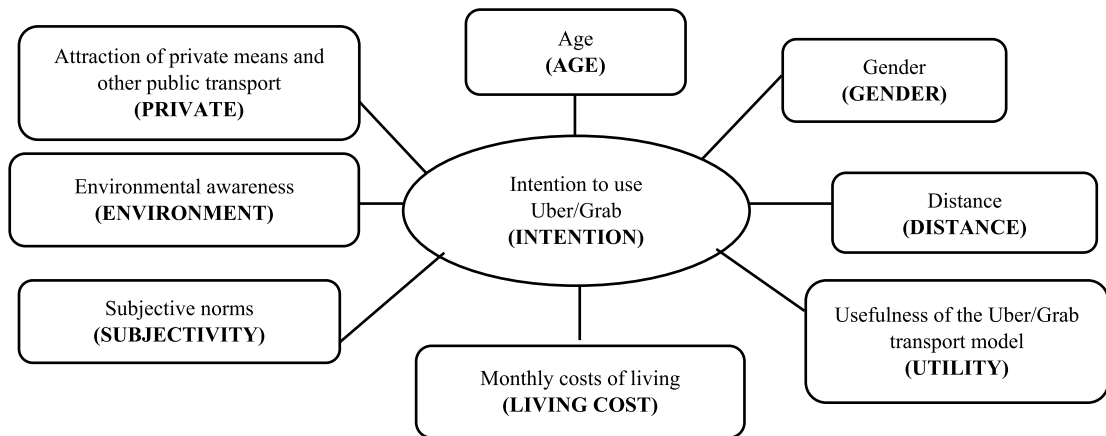 Attraction of private means and
other public transport
(PRIVATE)
Age
(AGE)
Gender
(GENDER)
Environmental awareness
(ENVIRONMENT)
Intention to use
Uber/Grab
(INTENTION)
Distance
(DISTANCE)
Subjective norms
(SUBJECTIVITY)
Monthly costs of living
(LIVING COST)
Usefulness of the Uber/Grab
transport model
(UTILITY)